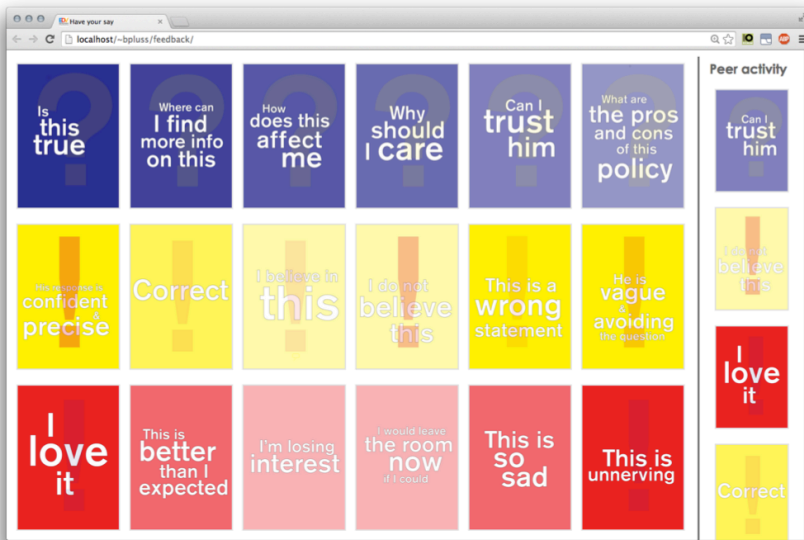 Have your say
localhost/~bpluss/feedback/
Peer activity
Is
this
true
Where can
I find
more info
on this
How
does this
affect
me
Why
should
I care
Can I
trust
him
What are
the pros
and cons
of this
policy
His response is
confident
&
precise
Correct
I believe in
this
I do not
believe
this
This is a
wrong
statement
He is
vague
&
avoiding
the question
I
love
it
This is
better
than I
expected
I'm losing
interest
I would leave
the room
now
if I could
This is
so
sad
This is
unnerving
Can I
trust
him
I do not
believe
this
I
love
it
Correct